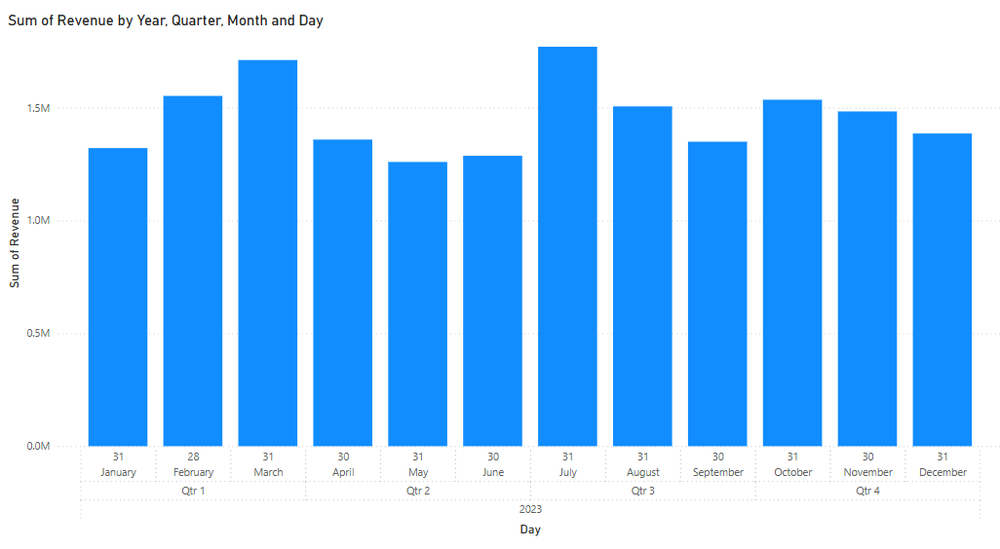 Sum of Revenue by Year, Quarter, Month and Day
Sum of Revenue
1.5M
1.0M
0.5M
0.0M
31 28 31 30 31 30 31 31 30 31 30 31
January February March April May June July August September October November December
Qtr 1 Qtr 2 Qtr 3 Qtr 4
2023
Day